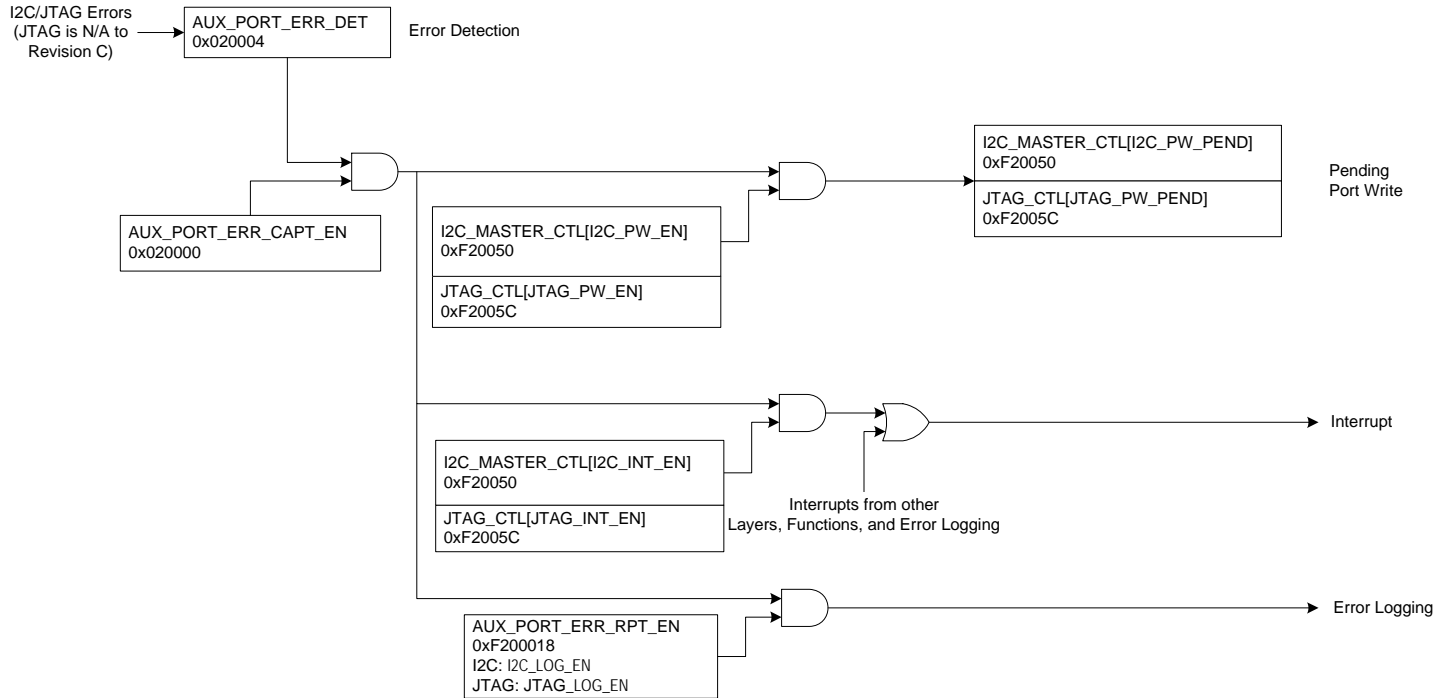 I2C/JTAG Errors
(JTAG is N/A to
Revision C)
AUX_PORT_ERR_DET
0x020004
Error Detection
AUX_PORT_ERR_CAPT_EN
0x020000
I2C_MASTER_CTL[I2C_PW_EN]
0xF20050
JTAG_CTL[JTAG_PW_EN]
0xF2005C
I2C_MASTER_CTL[I2C_PW_PEND]
0xF20050
JTAG_CTL[JTAG_PW_PEND]
0xF2005C
Pending
Port Write
I2C_MASTER_CTL[I2C_INT_EN]
0xF20050
JTAG_CTL[JTAG_INT_EN]
0xF2005C
Interrupts from other
Layers, Functions, and Error Logging
Interrupt
AUX_PORT_ERR_RPT_EN
0xF200018
I2C: I2C_LOG_EN
JTAG: JTAG_LOG_EN
Error Logging